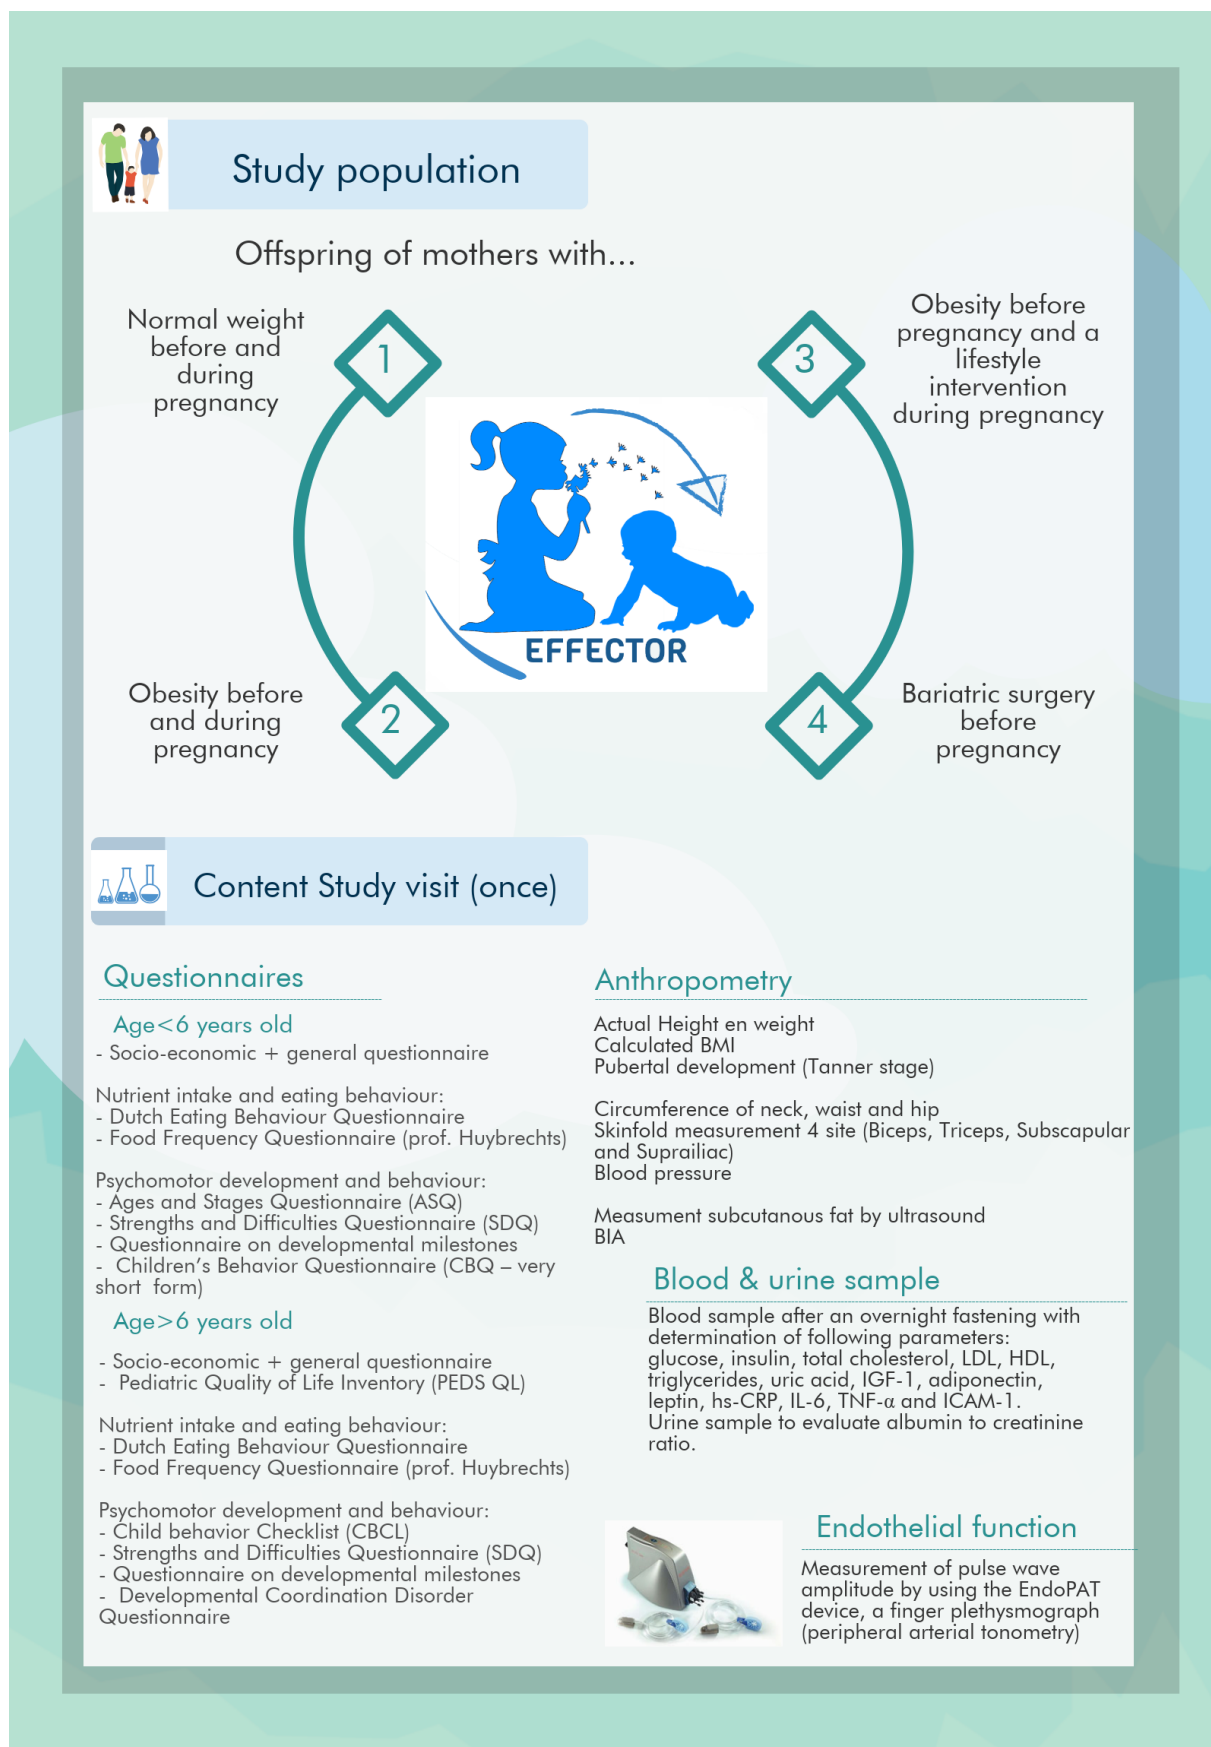 Study population
Offspring of mothers with...
Normal weight
before and
during
pregnancy
1
Obesity before
and during
pregnancy
2
3
Obesity before
pregnancy and a
lifestyle
intervention
during pregnancy
4
Bariatric surgery
before
pregnancy
EFFECTOR
Content Study visit (once)
Questionnaires
Age<6 years old
- Socio-economic + general questionnaire
Nutrient intake and eating behaviour:
- Dutch Eating Behaviour Questionnaire
- Food Frequency Questionnaire (prof. Huybrechts)
Psychomotor development and behaviour:
- Ages and Stages Questionnaire (ASQ)
- Strengths and Difficulties Questionnaire (SDQ)
- Questionnaire on developmental milestones
- Children's Behavior Questionnaire (CBQ – very
short form)
Age>6 years old
- Socio-economic + general questionnaire
- Pediatric Quality of Life Inventory (PEDS QL)
Nutrient intake and eating behaviour:
- Dutch Eating Behaviour Questionnaire
- Food Frequency Questionnaire (prof. Huybrechts)
Psychomotor development and behaviour:
- Child behavior Checklist (CBCL)
- Strengths and Difficulties Questionnaire (SDQ)
- Questionnaire on developmental milestones
- Developmental Coordination Disorder
Questionnaire
Anthropometry
Actual Height en weight
Calculated BMI
Pubertal development (Tanner stage)
Circumference of neck, waist and hip
Skinfold measurement 4 site (Biceps, Triceps, Subscapular
and Suprailiac)
Blood pressure
Measument subcutanous fat by ultrasound
BIA
Blood & urine sample
Blood sample after an overnight fastening with
determination of following parameters:
glucose, insulin, total cholesterol, LDL, HDL,
triglycerides, uric acid, IGF-1, adiponectin,
leptin, hs-CRP, IL-6, TNF-α and ICAM-1.
Urine sample to evaluate albumin to creatinine
ratio.
Endothelial function
Measurement of pulse wave
amplitude by using the EndoPAT
device, a finger plethysmograph
(peripheral arterial tonometry)